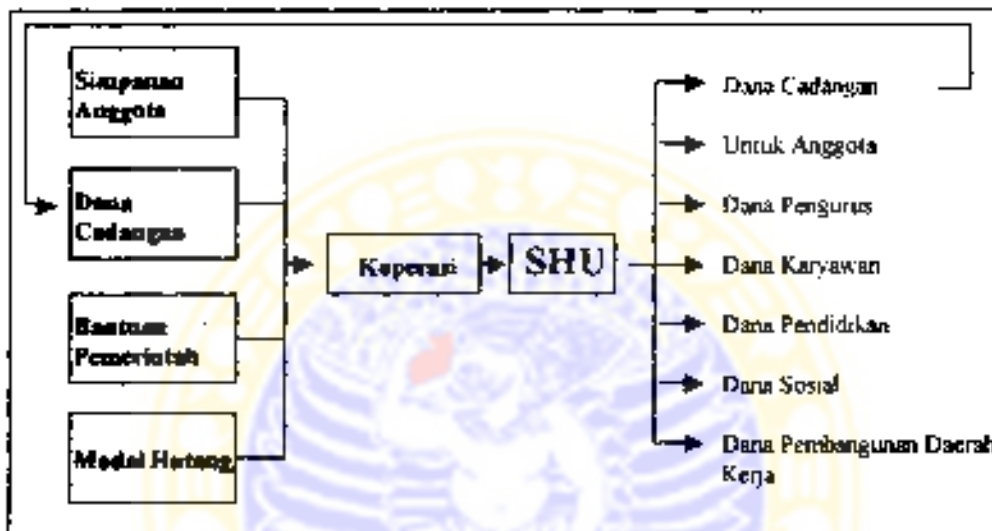 Simpanan
Anggota
Dana
Cadangan
Bantuan
Pemerintah
Modal Hutang
Koperasi
SHU
Dana Cadangan
Untuk Anggota
Dana Pengurus
Dana Karyawan
Dana Pendidikan
Dana Sosial
Dana Pembangunan Daerah
Kerja